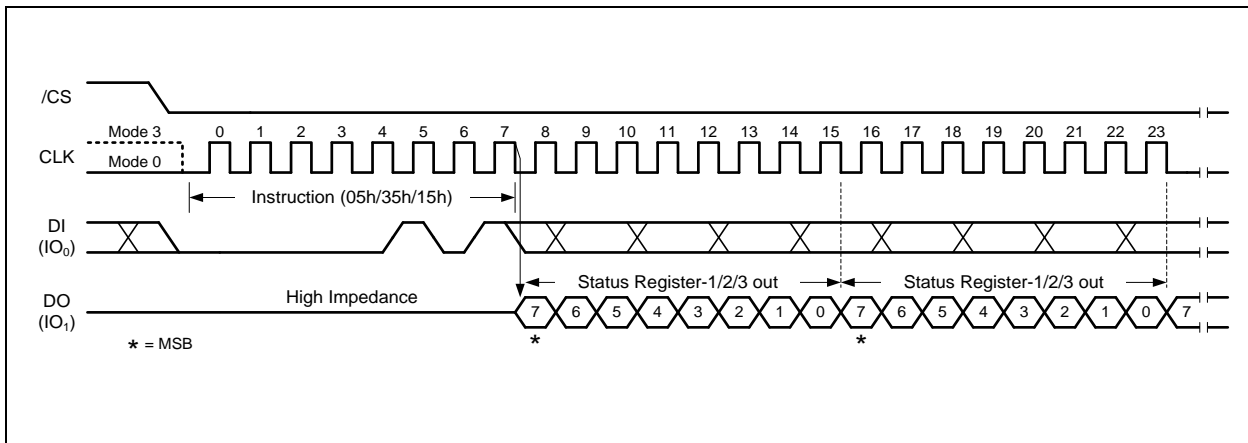 /CS
Mode 3
0 1 2 3 4 5 6 7 8 9 10 11 12 13 14 15 16 17 18 19 20 21 22 23
CLK
Mode 0
Instruction (05h/35h/15h)
DI
(IO0)
Status Register-1/2/3 out Status Register-1/2/3 out
High Impedance
DO
(IO1)
7 6 5 4 3 2 1 0 7 6 5 4 3 2 1 0 7
* *
* = MSB